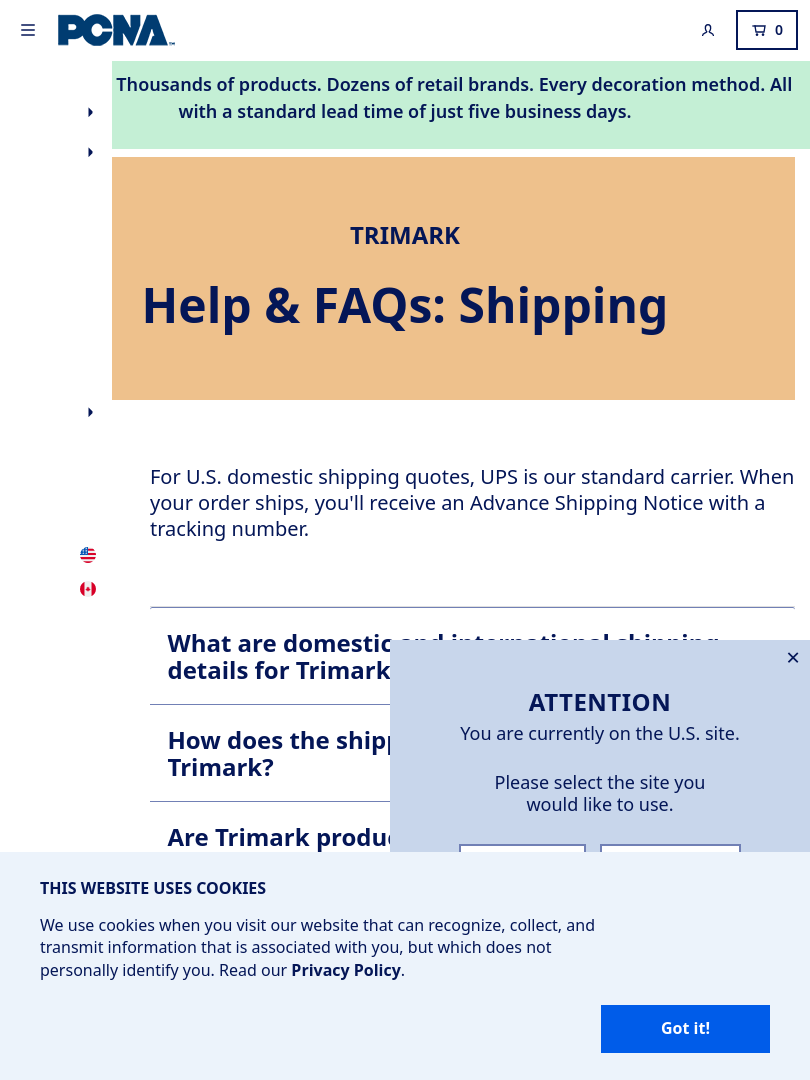 PCNA
0
Thousands of products. Dozens of retail brands. Every decoration method. All
with a standard lead time of just five business days.
TRIMARK
Help & FAQs: Shipping
For U.S. domestic shipping quotes, UPS is our standard carrier. When
your order ships, you'll receive an Advance Shipping Notice with a
tracking number.
What are domestic and international shipping
details for Trimark
How does the shipp
Trimark?
Are Trimark produc
ATTENTION
You are currently on the U.S. site.
Please select the site you
would like to use.
THIS WEBSITE USES COOKIES
We use cookies when you visit our website that can recognize, collect, and
transmit information that is associated with you, but which does not
personally identify you. Read our Privacy Policy.
Got it!